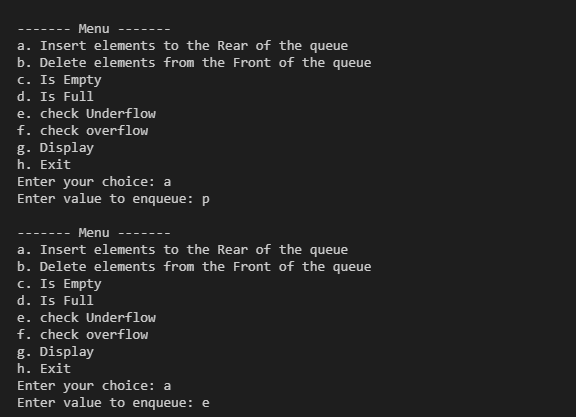 ------- Menu -------
a. Insert elements to the Rear of the queue
b. Delete elements from the Front of the queue
c. Is Empty
d. Is Full
e. check Underflow
f. check overflow
g. Display
h. Exit
Enter your choice: a
Enter value to enqueue: p
------- Menu -------
a. Insert elements to the Rear of the queue
b. Delete elements from the Front of the queue
c. Is Empty
d. Is Full
e. check Underflow
f. check overflow
g. Display
h. Exit
Enter your choice: a
Enter value to enqueue: e